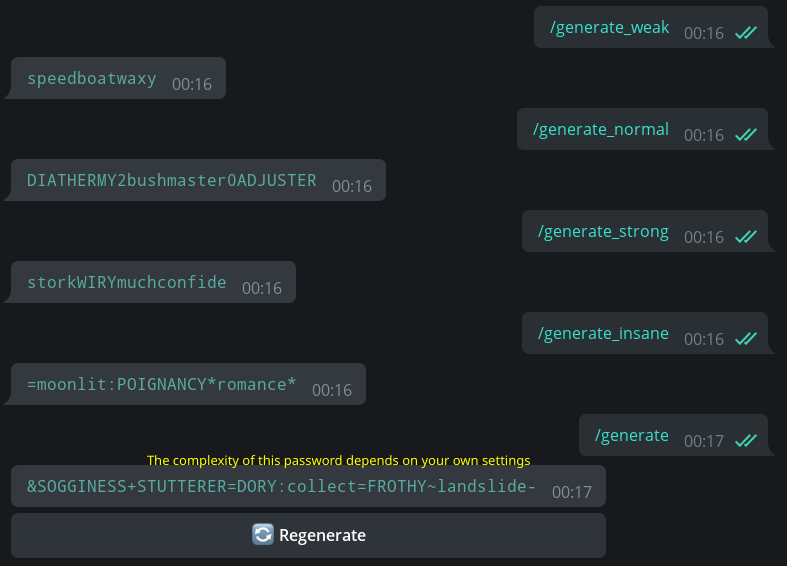 /generate_weak 00:16
speedboatwaxy 00:16
/generate_normal 00:16
DIATHERMY2bushmaster0ADJUSTER 00:16
/generate_strong 00:16
storkWIRYmuchconfide 00:16
/generate_insane 00:16
=moonlit:POIGNANCY*romance* 00:16
/generate 00:17
The complexity of this password depends on your own settings
&SOGGINESS+STUTTERER=DORY:collect=FROTHY~landslide- 00:17
Regenerate